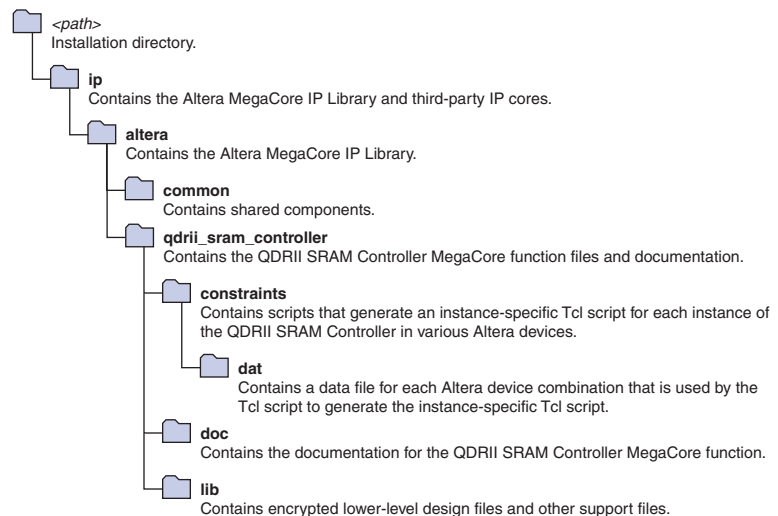 <path>
Installation directory.
ip
Contains the Altera MegaCore IP Library and third-party IP cores.
altera
Contains the Altera MegaCore IP Library.
common
Contains shared components.
qdrii_sram_controller
Contains the QDRII SRAM Controller MegaCore function files and documentation.
constraints
Contains scripts that generate an instance-specific Tcl script for each instance of
the QDRII SRAM Controller in various Altera devices.
dat
Contains a data file for each Altera device combination that is used by the
Tcl script to generate the instance-specific Tcl script.
doc
Contains the documentation for the QDRII SRAM Controller MegaCore function.
lib
Contains encrypted lower-level design files and other support files.